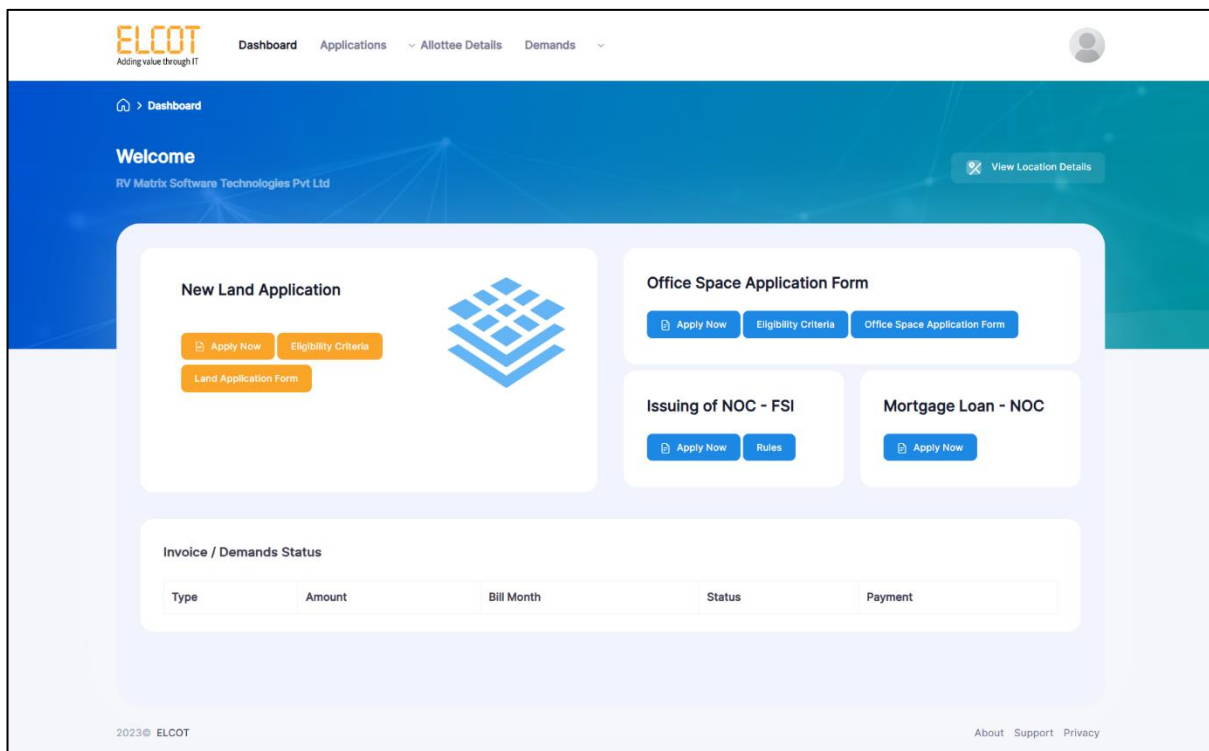 ELCOT
Adding value through IT
Dashboard Applications Allottee Details Demands
> Dashboard
Welcome
RV Matrix Software Technologies Pvt Ltd
View Location Details
New Land Application
Apply Now Eligibility Criteria
Land Application Form
Office Space Application Form
Apply Now Eligibility Criteria Office Space Application Form
Issuing of NOC - FSI
Apply Now Rules
Mortgage Loan - NOC
Apply Now
Invoice / Demands Status
Type Amount Bill Month Status Payment
2023© ELCOT
About Support Privacy